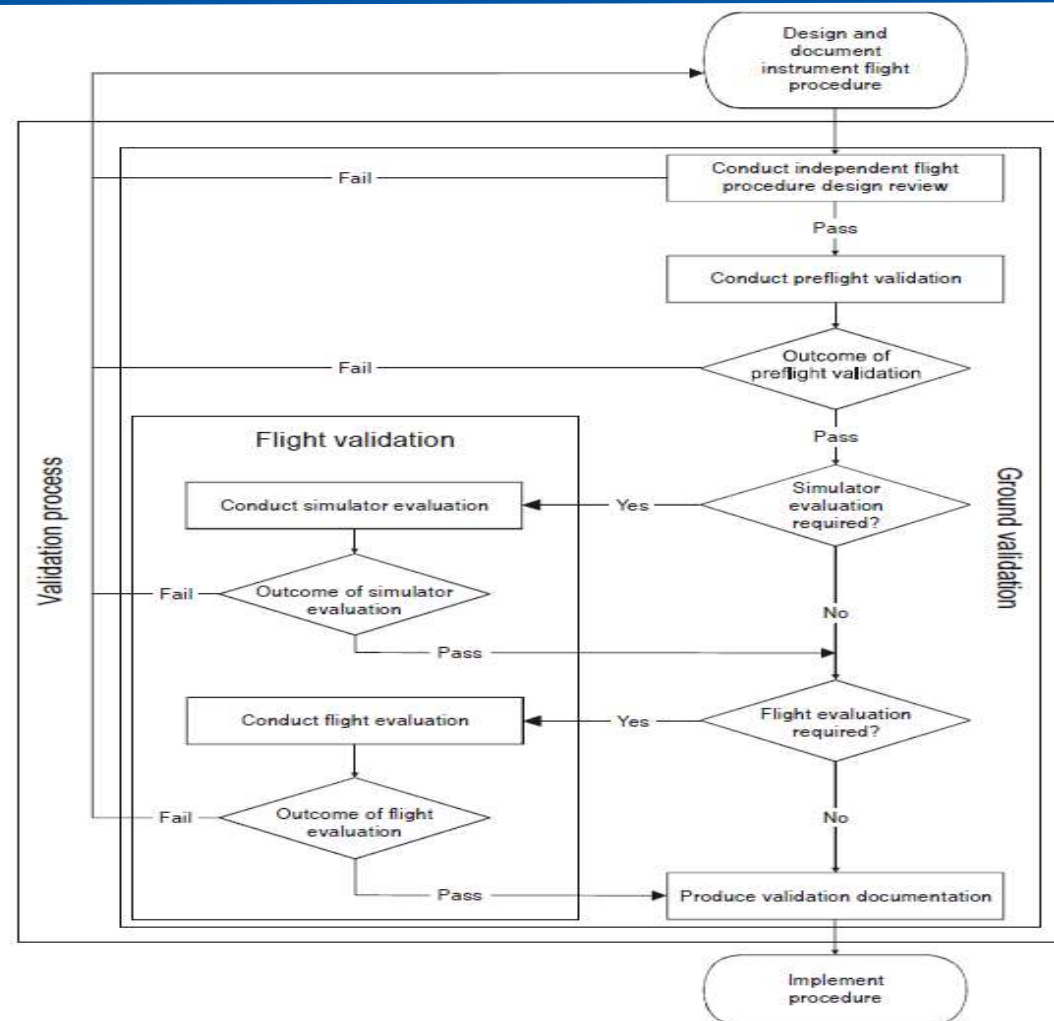 Design and
document
instrument flight
procedure
Conduct independent flight
procedure design review
Fail
Pass
Conduct preflight validation
Outcome of
preflight validation
Fail
Pass
Flight validation
Simulator
evaluation
required?
Yes
Conduct simulator evaluation
Validation process
Ground validation
Outcome of simulator
evaluation
Fail
No
Pass
Flight evaluation
required?
Yes
Conduct flight evaluation
Outcome of flight
evaluation
Fail
No
Pass
Produce validation documentation
Implement
procedure